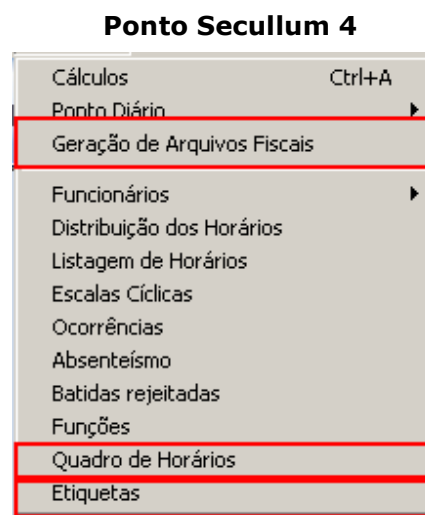 Ponto Secullum 4
Cálculos Ctrl+A
Ponto Diário
Geração de Arquivos Fiscais
Funcionários
Distribuição dos Horários
Listagem de Horários
Escalas Cíclicas
Ocorrências
Absenteísmo
Batidas rejeitadas
Funções
Quadro de Horários
Etiquetas